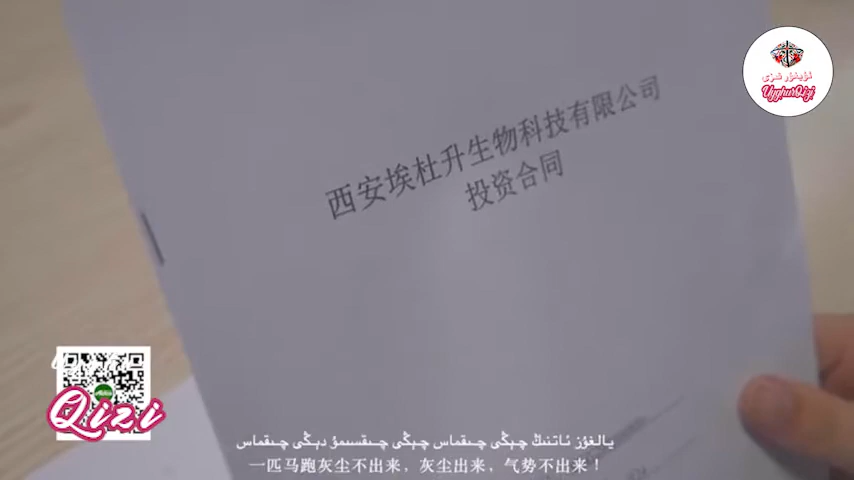 ئۇيغۇر قىزى
UyghurQizi
西安埃杜升生物科技有限公司
投资合同
Qizi
يالغۇز ئاتنىڭ چېڭى چىقماس چېڭى چىقسىمۇ دېڭى چىقماس
一匹马跑灰尘不出来，灰尘出来，气势不出来！